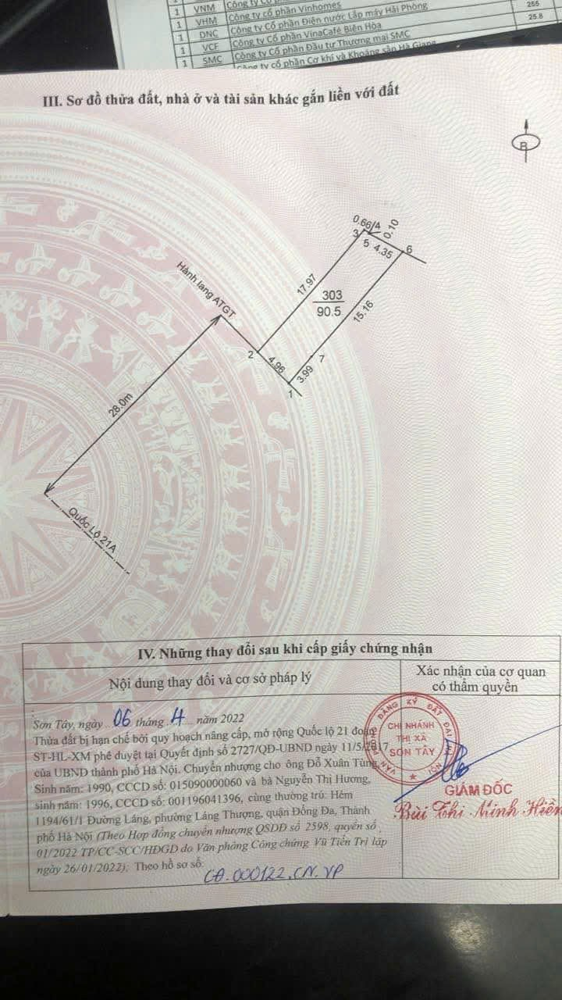 1 VNM Công ty
1 VHM Công ty cổ phần Vinhomes
1 DNC Công ty Cổ phần Điện nước Lắp máy Hải Phòng 255
1 VCF Công ty Cổ phần VinaCafé Biên Hòa 25.8
1 SMC Công ty Cổ phần Đầu tư Thương mại SMC
Công ty cổ phần Cơ khí và Khoáng sản Hà Giang
III. Sơ đồ thửa đất, nhà ở và tài sản khác gắn liền với đất
B
0.66/4
0.10
3
5
4.35
6
17.97
303
90.5
15.16
Hành lang ATGT
2
4.96
7
3.99
1
28.0m
Quốc Lộ 21A
IV. Những thay đổi sau khi cấp giấy chứng nhận
Nội dung thay đổi và cơ sở pháp lý
Xác nhận của cơ quan
có thẩm quyền
Sơn Tây, ngày 06 tháng 4 năm 2022
Thửa đất bị hạn chế bởi quy hoạch nâng cấp, mở rộng Quốc lộ 21 đoạn
ST-HL-XM phê duyệt tại Quyết định số 2727/QĐ-UBND ngày 11/5/2017
của UBND thành phố Hà Nội. Chuyển nhượng cho ông Đỗ Xuân Tùng,
Sinh năm: 1990, CCCD số: 015090000060 và bà Nguyễn Thị Hương,
sinh năm: 1996, CCCD số: 001196041396, cùng thường trú: Hẻm
1194/61/1 Đường Láng, phường Láng Thượng, quận Đống Đa, Thành
phố Hà Nội (Theo Hợp đồng chuyển nhượng QSDĐ số 2598, quyển số
01/2022 TP/CC-SCC/HĐGD do Văn phòng Công chứng Vũ Tiến Trí lập
ngày 26/01/2022); Theo hồ sơ số:
CĐ.000122.CN.VP
VĂN PHÒNG ĐĂNG KÝ ĐẤT ĐAI HÀ NỘI
CHI NHÁNH
THỊ XÃ
SƠN TÂY
GIÁM ĐỐC
Bùi Thị Minh Hiền